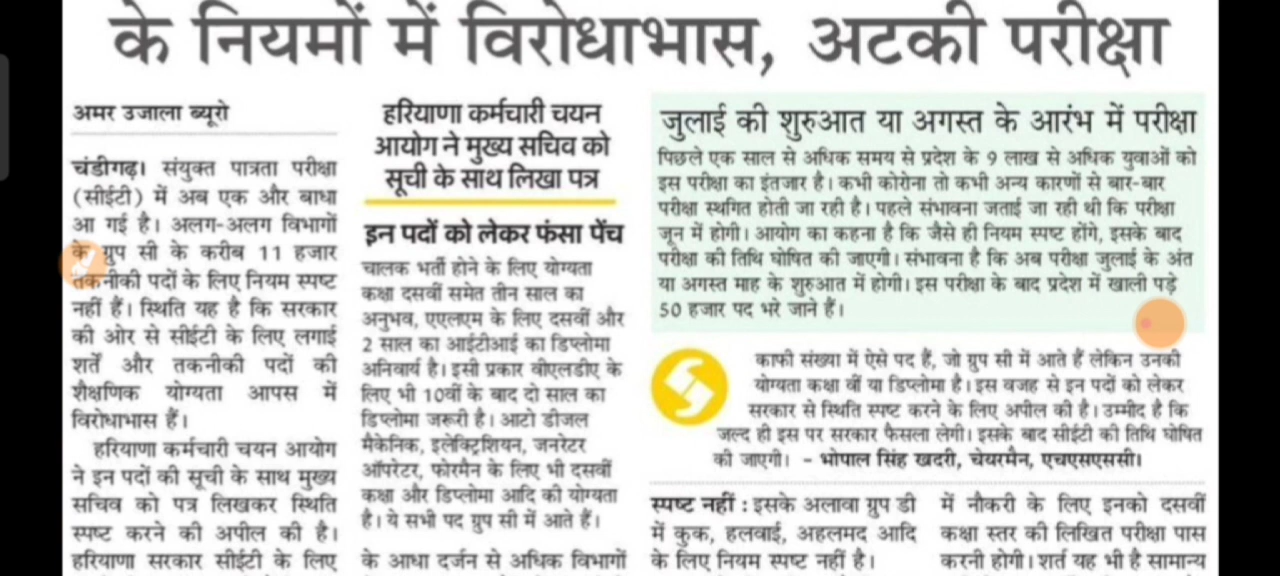 के नियमों में विरोधाभास, अटकी परीक्षा
अमर उजाला ब्यूरो
चंडीगढ़। संयुक्त पात्रता परीक्षा
(सीईटी) में अब एक और बाधा
आ गई है। अलग-अलग विभागों
के ग्रुप सी के करीब 11 हजार
तकनीकी पदों के लिए नियम स्पष्ट
नहीं हैं। स्थिति यह है कि सरकार
की ओर से सीईटी के लिए लगाई
शर्तें और तकनीकी पदों की
शैक्षणिक योग्यता आपस में
विरोधाभास हैं।
हरियाणा कर्मचारी चयन आयोग
ने इन पदों की सूची के साथ मुख्य
सचिव को पत्र लिखकर स्थिति
स्पष्ट करने की अपील की है।
हरियाणा सरकार सीईटी के लिए
हरियाणा कर्मचारी चयन
आयोग ने मुख्य सचिव को
सूची के साथ लिखा पत्र
इन पदों को लेकर फंसा पेंच
चालक भर्ती होने के लिए योग्यता
कक्षा दसवीं समेत तीन साल का
अनुभव, एएलएम के लिए दसवीं और
2 साल का आईटीआई का डिप्लोमा
अनिवार्य है। इसी प्रकार वीएलडीए के
लिए भी 10वीं के बाद दो साल का
डिप्लोमा जरूरी है। आटो डीजल
मैकेनिक, इलेक्ट्रिशियन, जनरेटर
ऑपरेटर, फोरमैन के लिए भी दसवीं
कक्षा और डिप्लोमा आदि की योग्यता
है। ये सभी पद ग्रुप सी में आते हैं।
के आधा दर्जन से अधिक विभागों
जुलाई की शुरुआत या अगस्त के आरंभ में परीक्षा
पिछले एक साल से अधिक समय से प्रदेश के 9 लाख से अधिक युवाओं को
इस परीक्षा का इंतजार है। कभी कोरोना तो कभी अन्य कारणों से बार-बार
परीक्षा स्थगित होती जा रही है। पहले संभावना जताई जा रही थी कि परीक्षा
जून में होगी। आयोग का कहना है कि जैसे ही नियम स्पष्ट होंगे, इसके बाद
परीक्षा की तिथि घोषित की जाएगी। संभावना है कि अब परीक्षा जुलाई के अंत
या अगस्त माह के शुरुआत में होगी। इस परीक्षा के बाद प्रदेश में खाली पड़े
50 हजार पद भरे जाने हैं।
काफी संख्या में ऐसे पद हैं, जो ग्रुप सी में आते हैं लेकिन उनकी
योग्यता कक्षा वीं या डिप्लोमा है। इस वजह से इन पदों को लेकर
सरकार से स्थिति स्पष्ट करने के लिए अपील की है। उम्मीद है कि
जल्द ही इस पर सरकार फैसला लेगी। इसके बाद सीईटी की तिथि घोषित
की जाएगी। - भोपाल सिंह खदरी, चेयरमैन, एचएसएससी।
स्पष्ट नहीं : इसके अलावा ग्रुप डी
में कुक, हलवाई, अहलमद आदि
के लिए नियम स्पष्ट नहीं है।
में नौकरी के लिए इनको दसवीं
कक्षा स्तर की लिखित परीक्षा पास
करनी होगी। शर्त यह भी है सामान्य